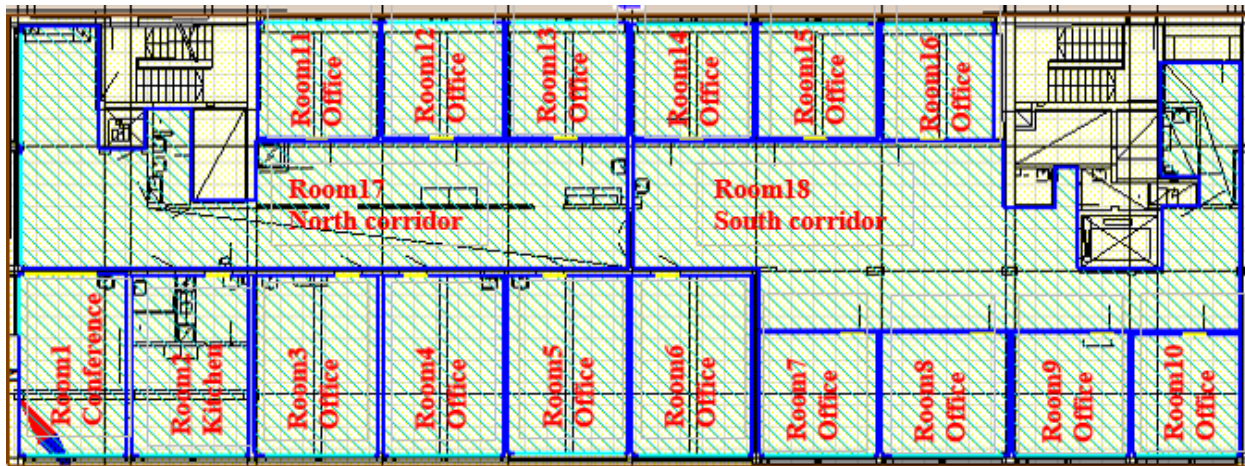 Room11
Office
Room12
Office
Room13
Office
Room14
Office
Room15
Office
Room16
Office
Room17
North corridor
Room18
South corridor
Room1
Conference
Room2
Kitchen
Room3
Office
Room4
Office
Room5
Office
Room6
Office
Room7
Office
Room8
Office
Room9
Office
Room10
Office